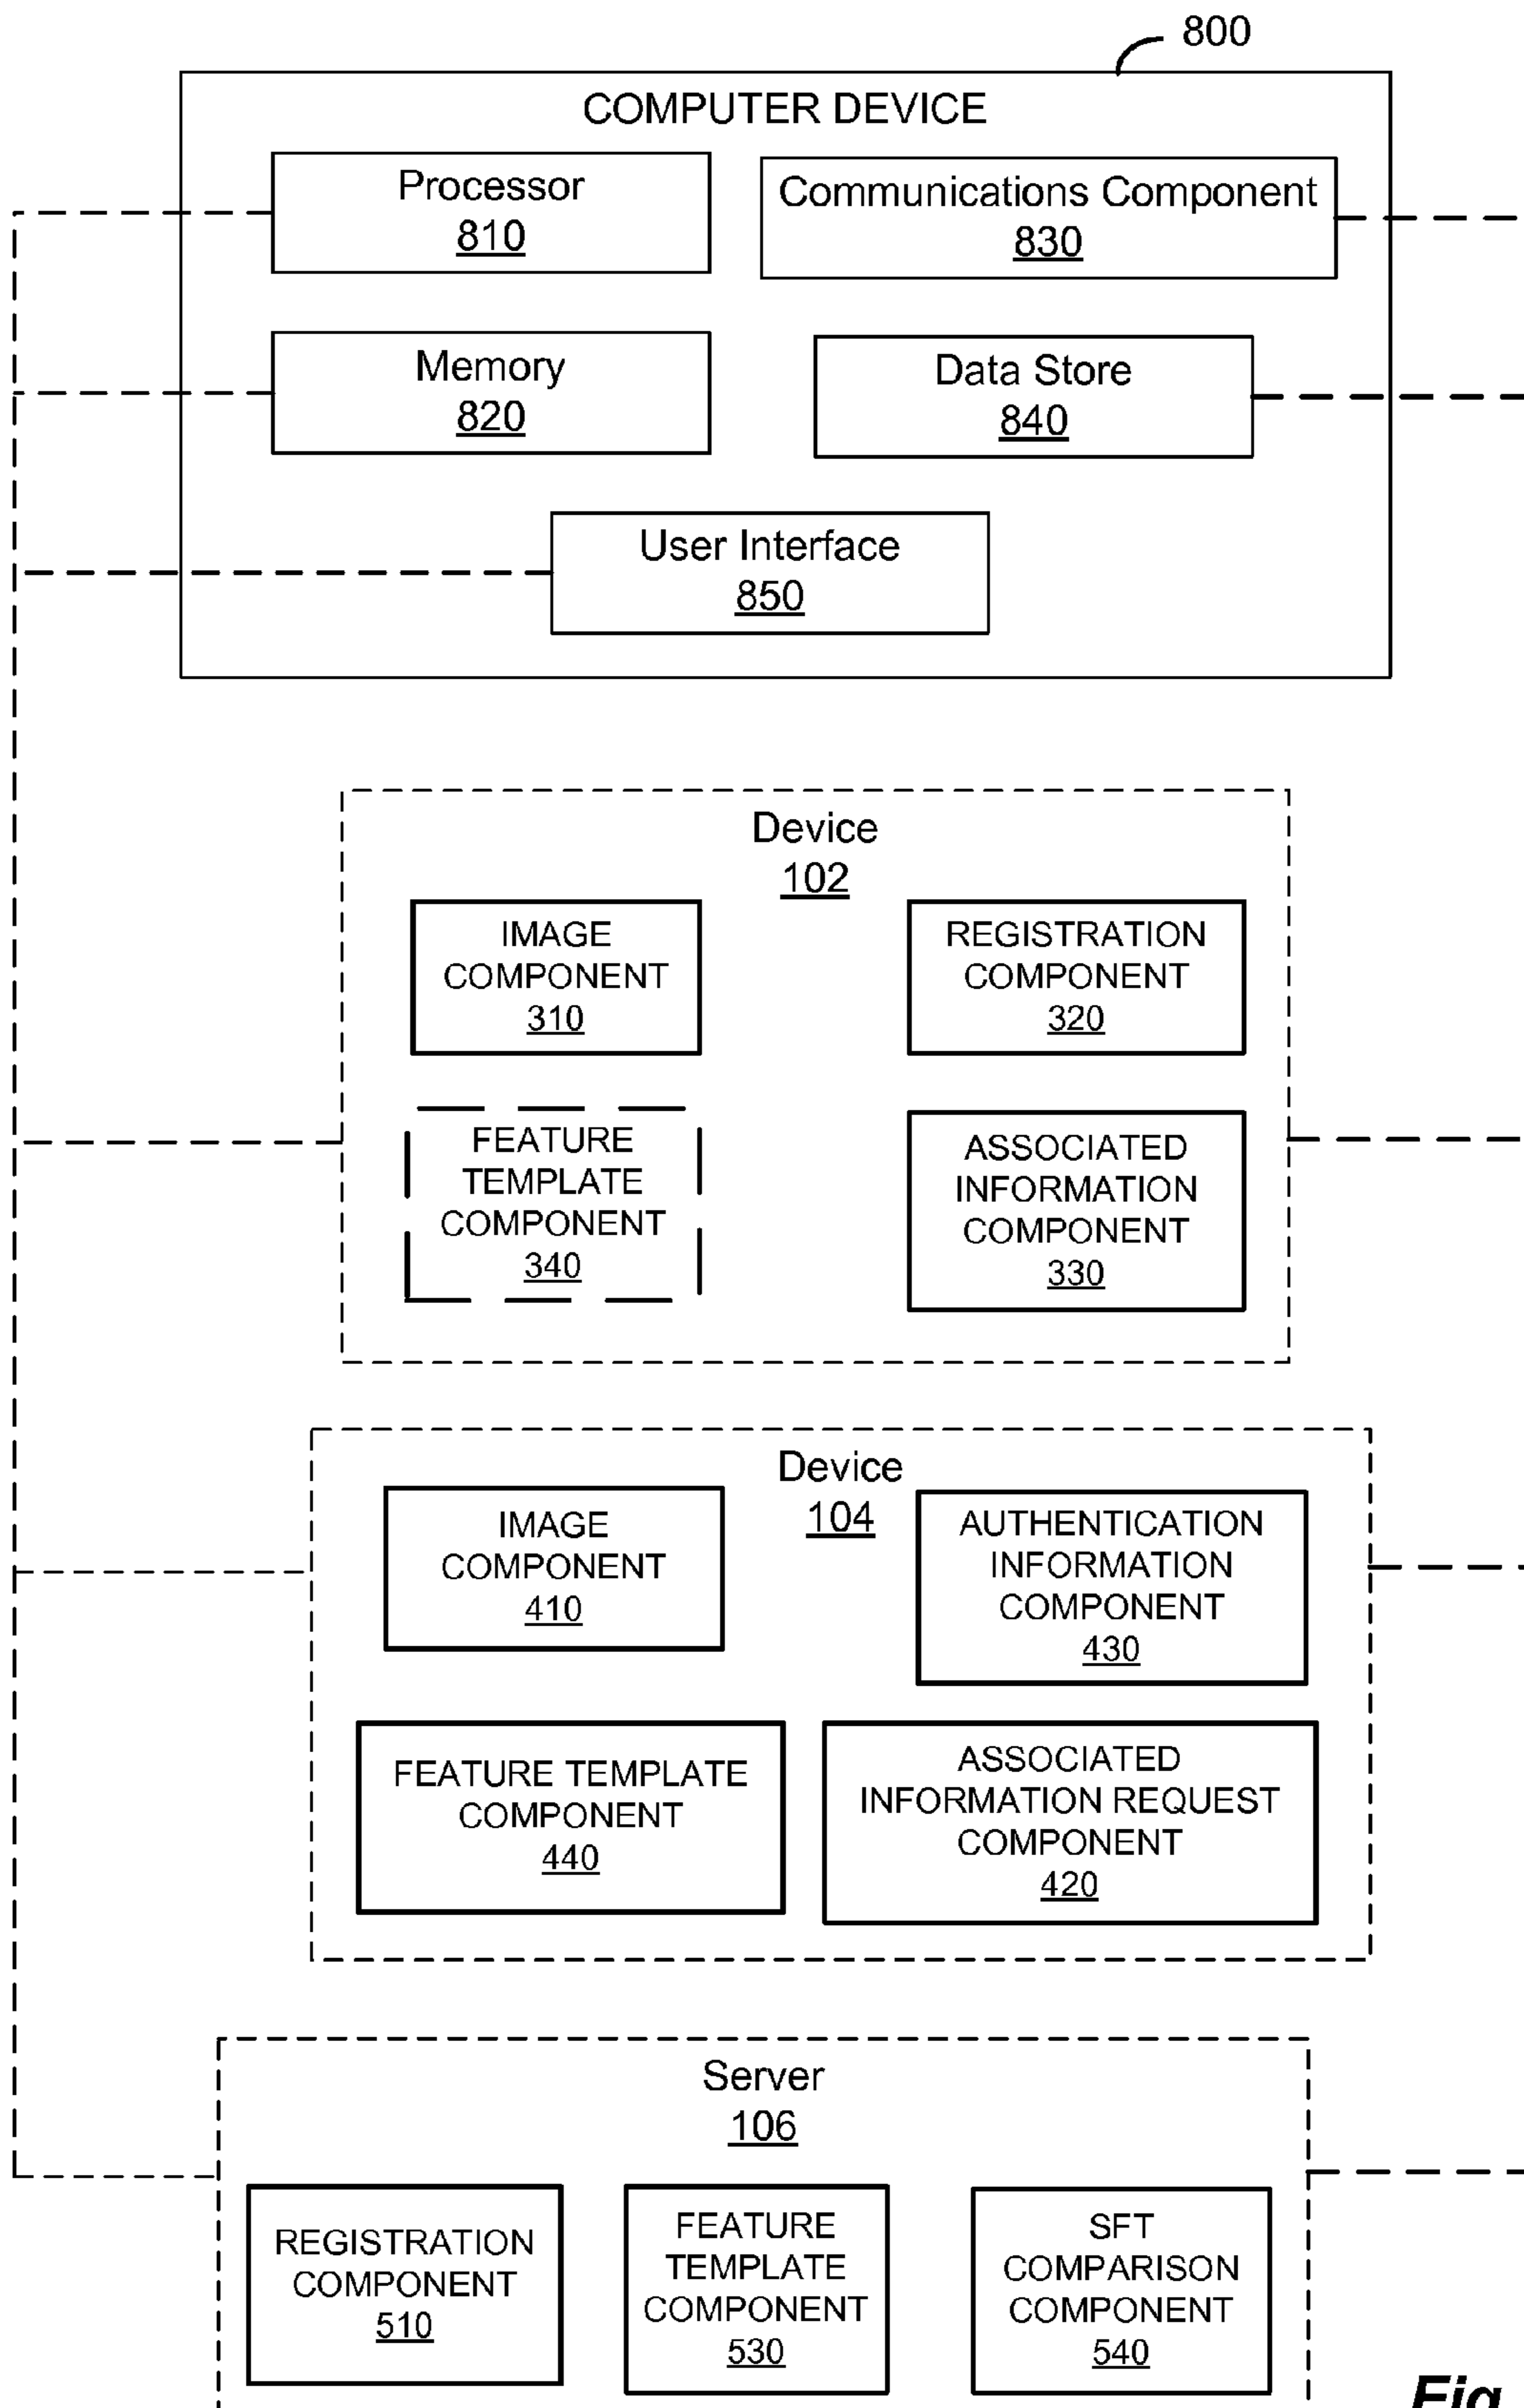 800
COMPUTER DEVICE
Processor
810
Communications Component
830
Memory
820
Data Store
840
User Interface
850
Device
102
IMAGE
COMPONENT
310
REGISTRATION
COMPONENT
320
FEATURE
TEMPLATE
COMPONENT
340
ASSOCIATED
INFORMATION
COMPONENT
330
Device
104
IMAGE
COMPONENT
410
AUTHENTICATION
INFORMATION
COMPONENT
430
FEATURE TEMPLATE
COMPONENT
440
ASSOCIATED
INFORMATION REQUEST
COMPONENT
420
Server
106
REGISTRATION
COMPONENT
510
FEATURE
TEMPLATE
COMPONENT
530
SFT
COMPARISON
COMPONENT
540
Fig